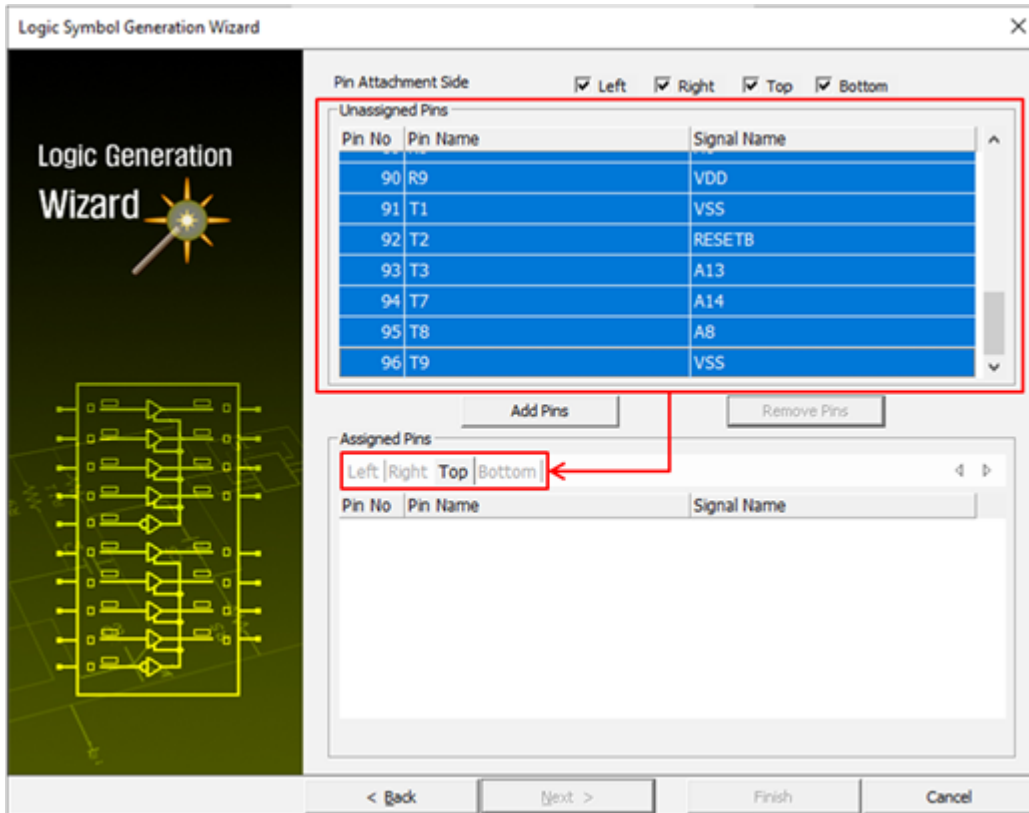 Logic Symbol Generation Wizard
Logic Generation
Wizard
Pin Attachment Side Left Right Top Bottom
Unassigned Pins
Pin No Pin Name Signal Name
90 R9 VDD
91 T1 VSS
92 T2 RESETB
93 T3 A13
94 T7 A14
95 T8 A8
96 T9 VSS
Add Pins Remove Pins
Assigned Pins
Left Right Top Bottom
Pin No Pin Name Signal Name
< Back Next > Finish Cancel